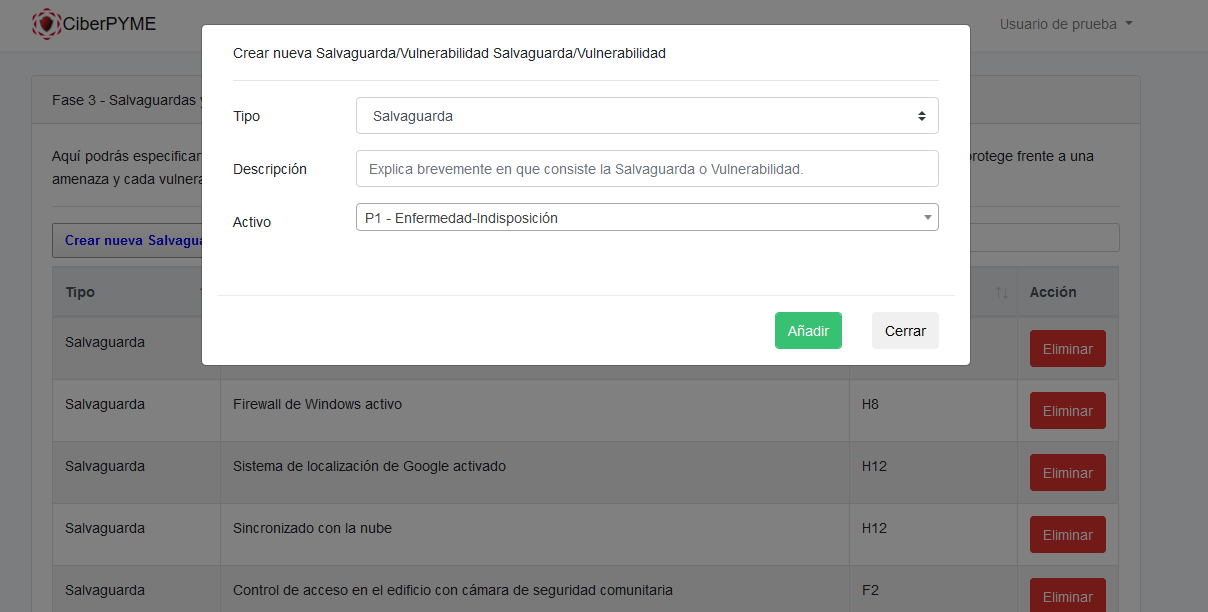 CiberPYME
Usuario de prueba
Crear nueva Salvaguarda/Vulnerabilidad Salvaguarda/Vulnerabilidad
Tipo
Salvaguarda
Descripción
Explica brevemente en que consiste la Salvaguarda o Vulnerabilidad.
Activo
P1 - Enfermedad-Indisposición
Añadir
Cerrar
Fase 3 - Salvaguardas y
Aquí podrás especificar
protege frente a una
amenaza y cada vulnera
Crear nueva Salvagua
Tipo
Acción
Salvaguarda
Eliminar
Salvaguarda
Firewall de Windows activo
H8
Eliminar
Salvaguarda
Sistema de localización de Google activado
H12
Eliminar
Salvaguarda
Sincronizado con la nube
H12
Eliminar
Salvaguarda
Control de acceso en el edificio con cámara de seguridad comunitaria
F2
Eliminar